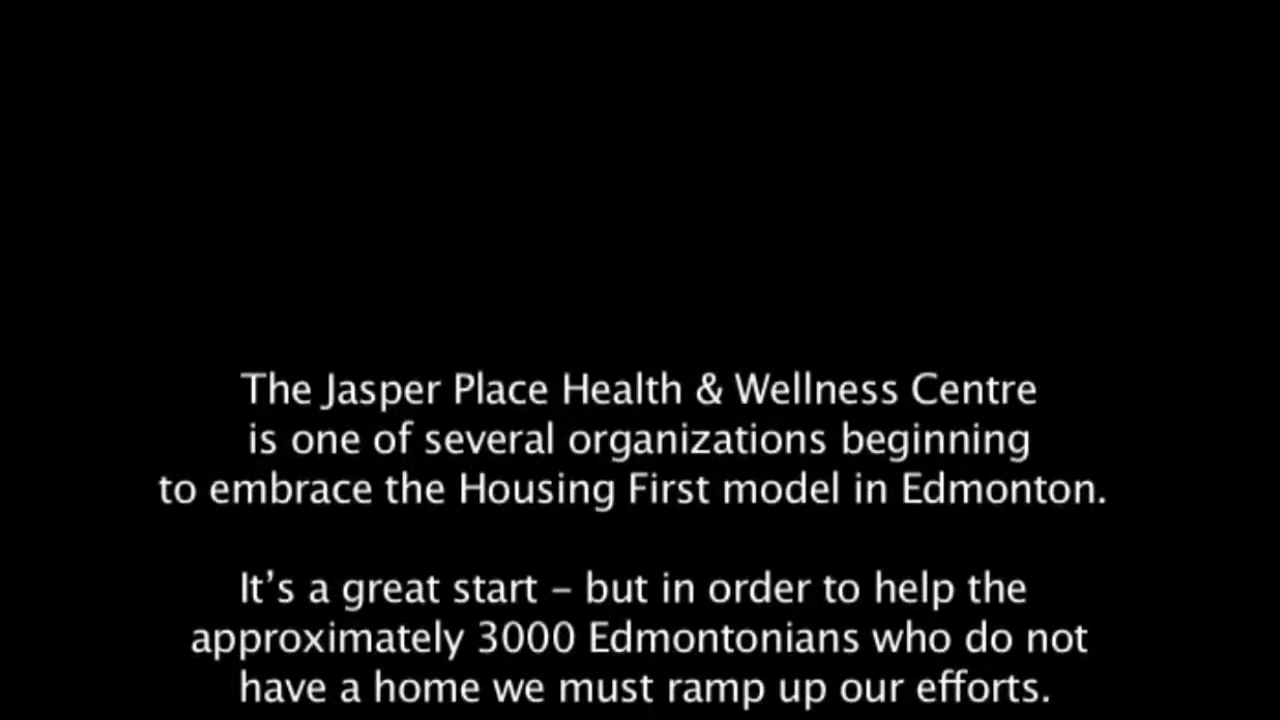 The Jasper Place Health & Wellness Centre
is one of several organizations beginning
to embrace the Housing First model in Edmonton.
It’s a great start – but in order to help the
approximately 3000 Edmontonians who do not
have a home we must ramp up our efforts.